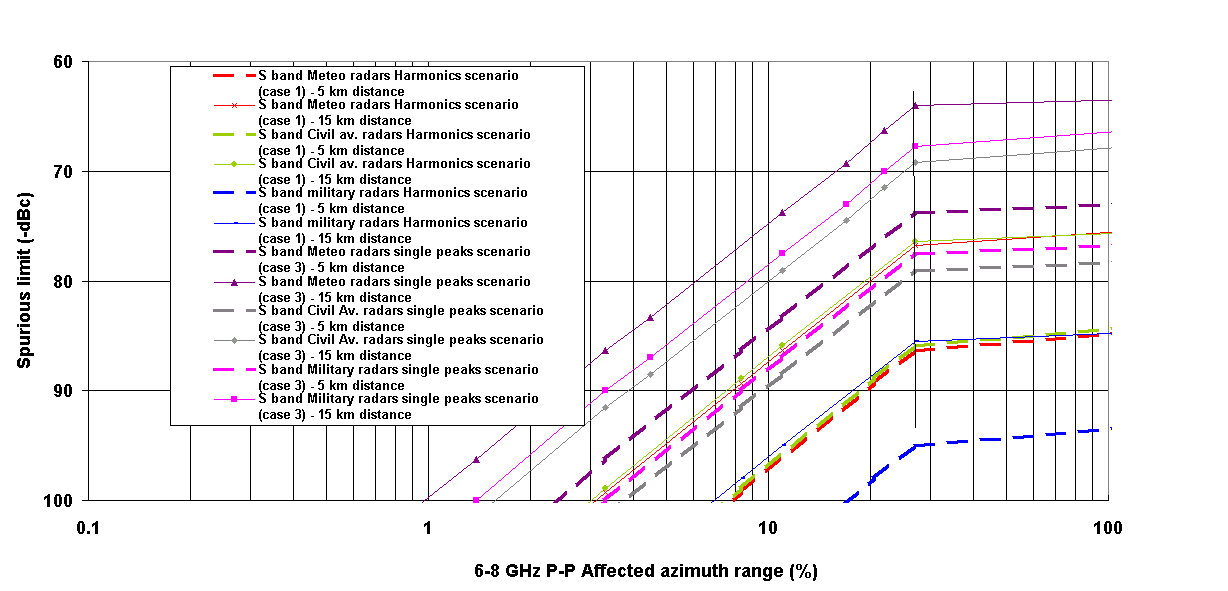 60
70
80
90
100
0.1
1
10
100
Spurious limit (-dBc)
6-8 GHz P-P Affected azimuth range (%)
S band Meteo radars Harmonics scenario
(case 1) - 5 km distance
S band Meteo radars Harmonics scenario
(case 1) - 15 km distance
S band Civil av. radars Harmonics scenario
(case 1) - 5 km distance
S band Civil av. radars Harmonics scenario
(case 1) - 15 km distance
S band military radars Harmonics scenario
(case 1) - 5 km distance
S band military radars Harmonics scenario
(case 1) - 15 km distance
S band Meteo radars single peaks scenario
(case 3) - 5 km distance
S band Meteo radars single peaks scenario
(case 3) - 15 km distance
S band Civil Av. radars single peaks scenario
(case 3) - 5 km distance
S band Civil Av. radars single peaks scenario
(case 3) - 15 km distance
S band Military radars single peaks scenario
(case 3) - 5 km distance
S band Military radars single peaks scenario
(case 3) - 15 km distance